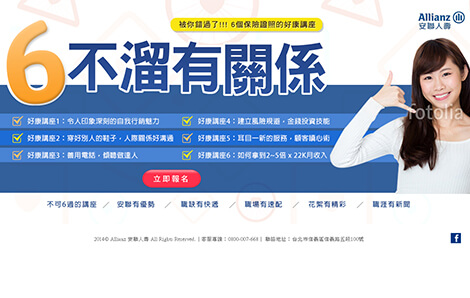 被你錯過了!!! 6個保險證照的好康講座
Allianz
安聯人壽
6不溜有關係
好康講座1：令人印象深刻的自我行銷魅力
好康講座4：建立風險規避，金錢投資技能
好康講座2：穿好別人的鞋子，人際關係好溝通
好康講座5：耳目一新的服務，顧客讀心術
好康講座3：善用電話，傾聽做達人
好康講座6：如何拿到2~5倍 x 22K月收入
fotolia
立即報名
不可6過的講座 ／ 安聯有優勢 ／ 職缺有快遞 ／ 職場有速配 ／ 花絮有精彩 ／ 職涯有新聞
2014© Allianz 安聯人壽 All Rights Reserved.｜客服專線：0800-007-668｜ 聯絡地址：台北市信義區信義路五段100號
f